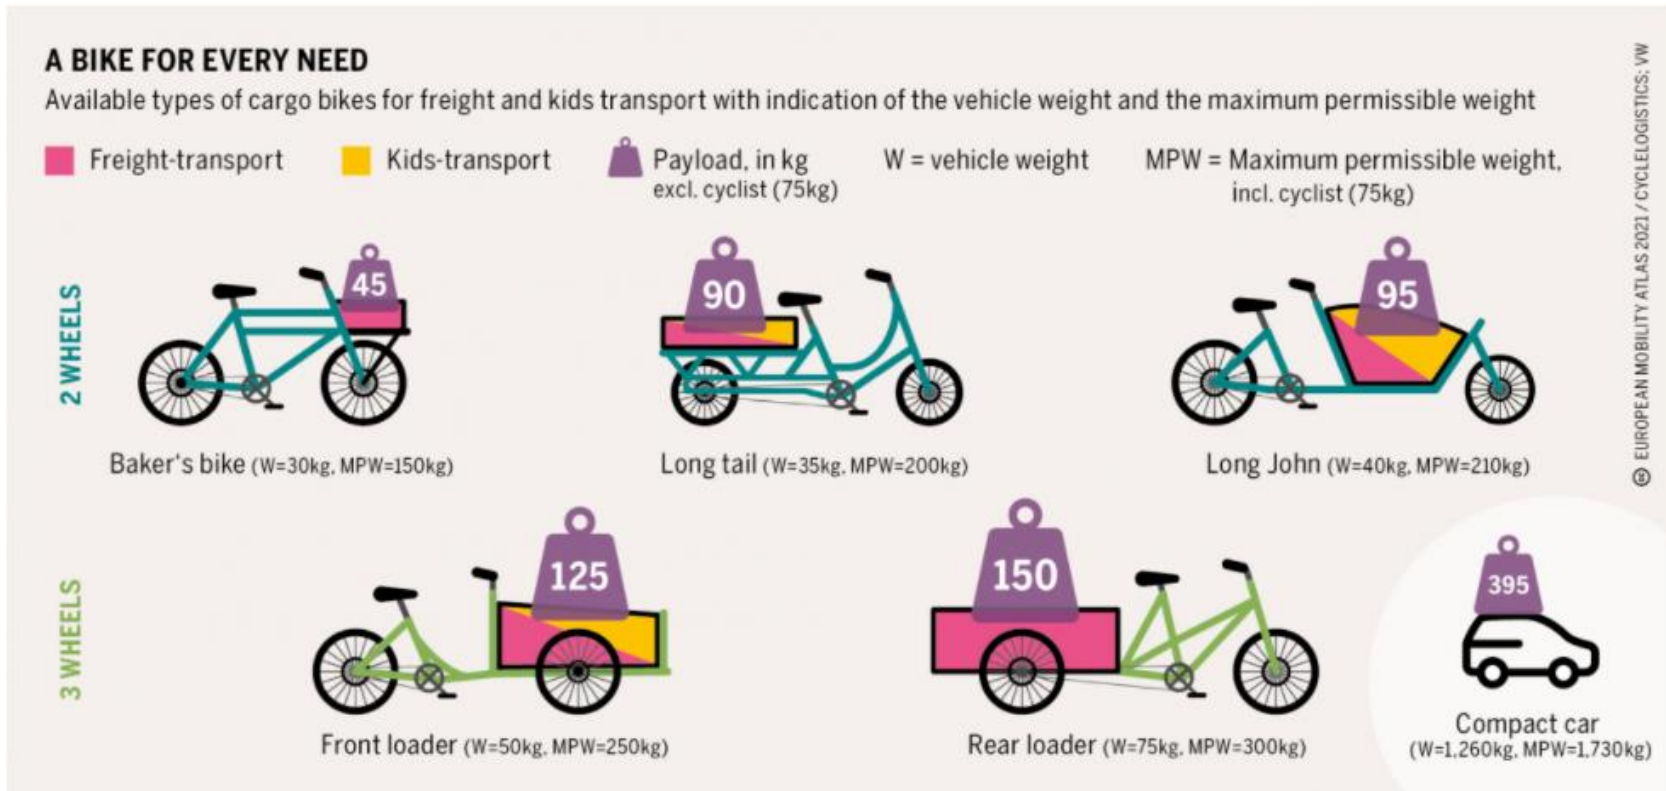 A BIKE FOR EVERY NEED
Available types of cargo bikes for freight and kids transport with indication of the vehicle weight and the maximum permissible weight
Freight-transport
Kids-transport
Payload, in kg
excl. cyclist (75kg)
W = vehicle weight
MPW = Maximum permissible weight,
incl. cyclist (75kg)
2 WHEELS
45
Baker's bike (W=30kg, MPW=150kg)
90
Long tail (W=35kg, MPW=200kg)
95
Long John (W=40kg, MPW=210kg)
3 WHEELS
125
Front loader (W=50kg, MPW=250kg)
150
Rear loader (W=75kg, MPW=300kg)
395
Compact car
(W=1,260kg, MPW=1,730kg)
EUROPEAN MOBILITY ATLAS 2021 / CYCLELOGISTICS; VW